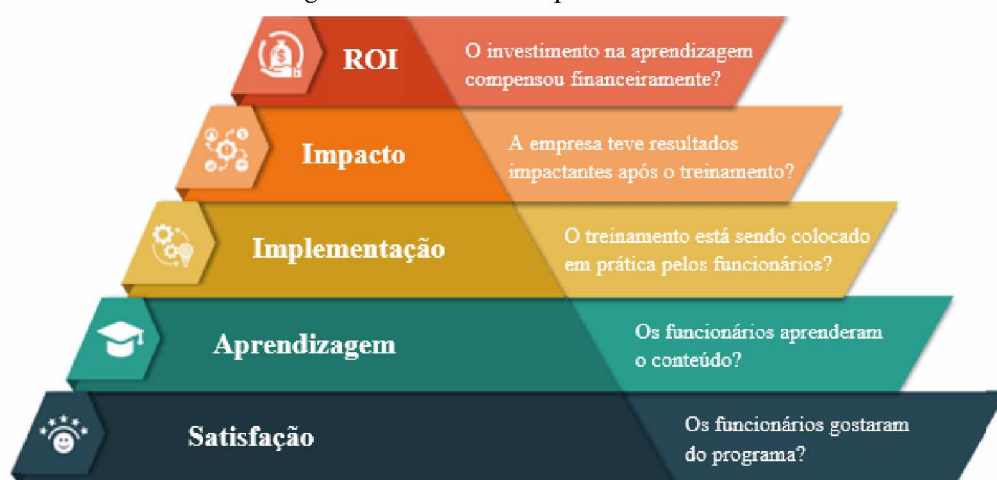 ROI
O investimento na aprendizagem
compensou financeiramente?
Impacto
A empresa teve resultados
impactantes após o treinamento?
Implementação
O treinamento está sendo colocado
em prática pelos funcionários?
Aprendizagem
Os funcionários aprenderam
o conteúdo?
Satisfação
Os funcionários gostaram
do programa?